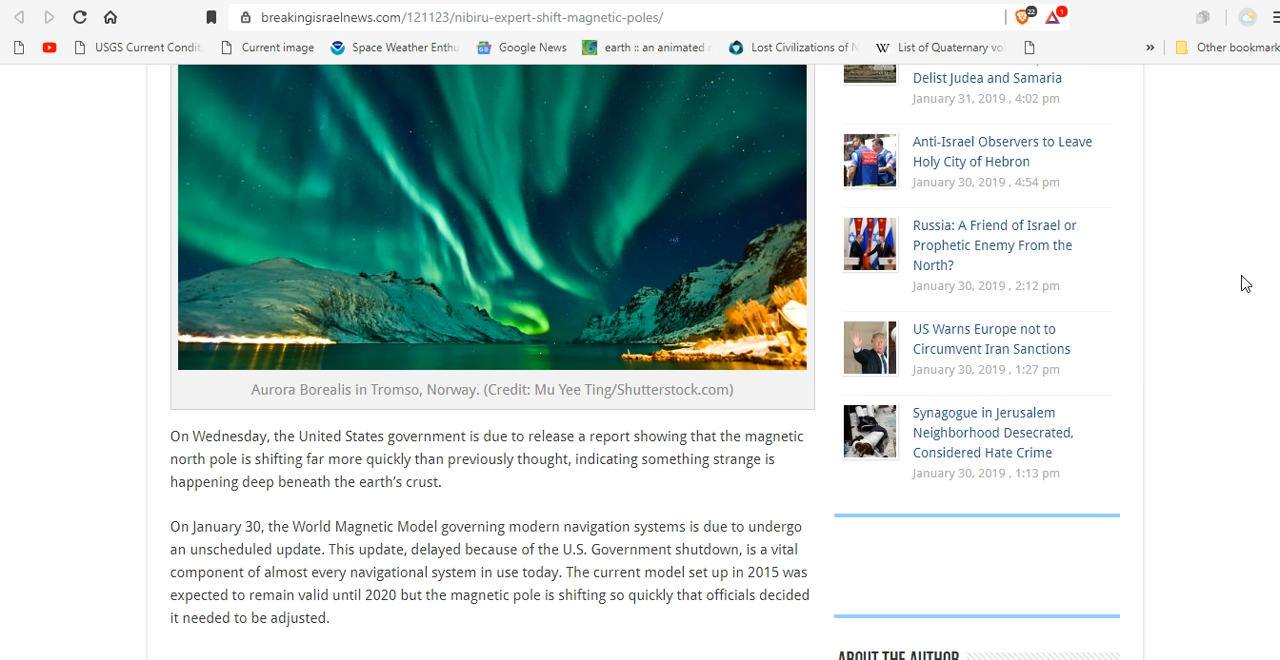 breakingisraelnews.com/121123/nibiru-expert-shift-magnetic-poles/
22
1
USGS Current Condit
Current image
Space Weather Enthu
Google News
earth :: an animated
Lost Civilizations of
W
List of Quaternary vo
»
Other bookmark
Delist Judea and Samaria
January 31, 2019 , 4:02 pm
Anti-Israel Observers to Leave
Holy City of Hebron
January 30, 2019 , 4:54 pm
Russia: A Friend of Israel or
Prophetic Enemy From the
North?
January 30, 2019 , 2:12 pm
US Warns Europe not to
Circumvent Iran Sanctions
January 30, 2019 , 1:27 pm
Synagogue in Jerusalem
Neighborhood Desecrated,
Considered Hate Crime
January 30, 2019 , 1:13 pm
Aurora Borealis in Tromso, Norway. (Credit: Mu Yee Ting/Shutterstock.com)
On Wednesday, the United States government is due to release a report showing that the magnetic
north pole is shifting far more quickly than previously thought, indicating something strange is
happening deep beneath the earth's crust.
On January 30, the World Magnetic Model governing modern navigation systems is due to undergo
an unscheduled update. This update, delayed because of the U.S. Government shutdown, is a vital
component of almost every navigational system in use today. The current model set up in 2015 was
expected to remain valid until 2020 but the magnetic pole is shifting so quickly that officials decided
it needed to be adjusted.
ABOUT THE AUTHOR